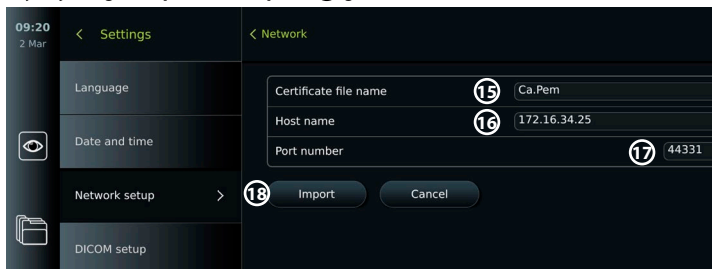 09:20
2 Mar
< Settings
< Network
Language
Date and time
Network setup >
DICOM setup
Certificate file name 15 Ca.Pem
Host name 16 172.16.34.25
Port number 17 44331
18 Import Cancel